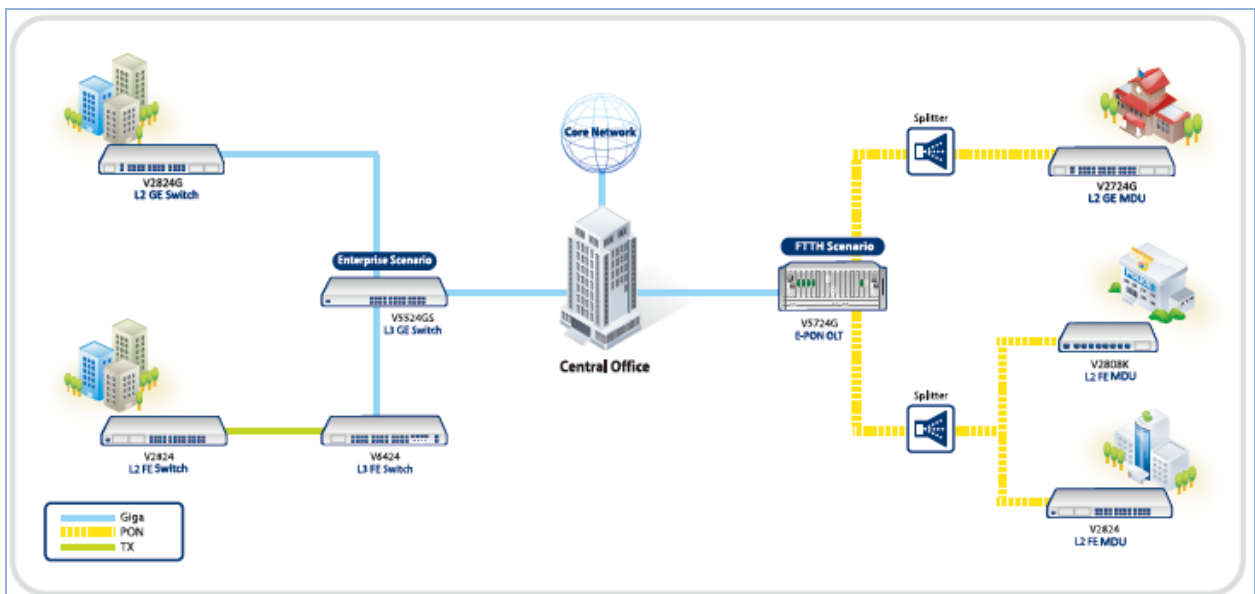 Core Network
Splitter
V2824G
L2 GE Switch
V2724G
L2 GE MDU
Enterprise Scenario
FTTH Scenario
V5524GS
L3 GE Switch
V5724G
E-PON OLT
POLICE
Central Office
V2808K
L2 FE MDU
Splitter
V2824
L2 FE Switch
V6424
L3 FE Switch
V2824
L2 FE MDU
Giga
PON
TX